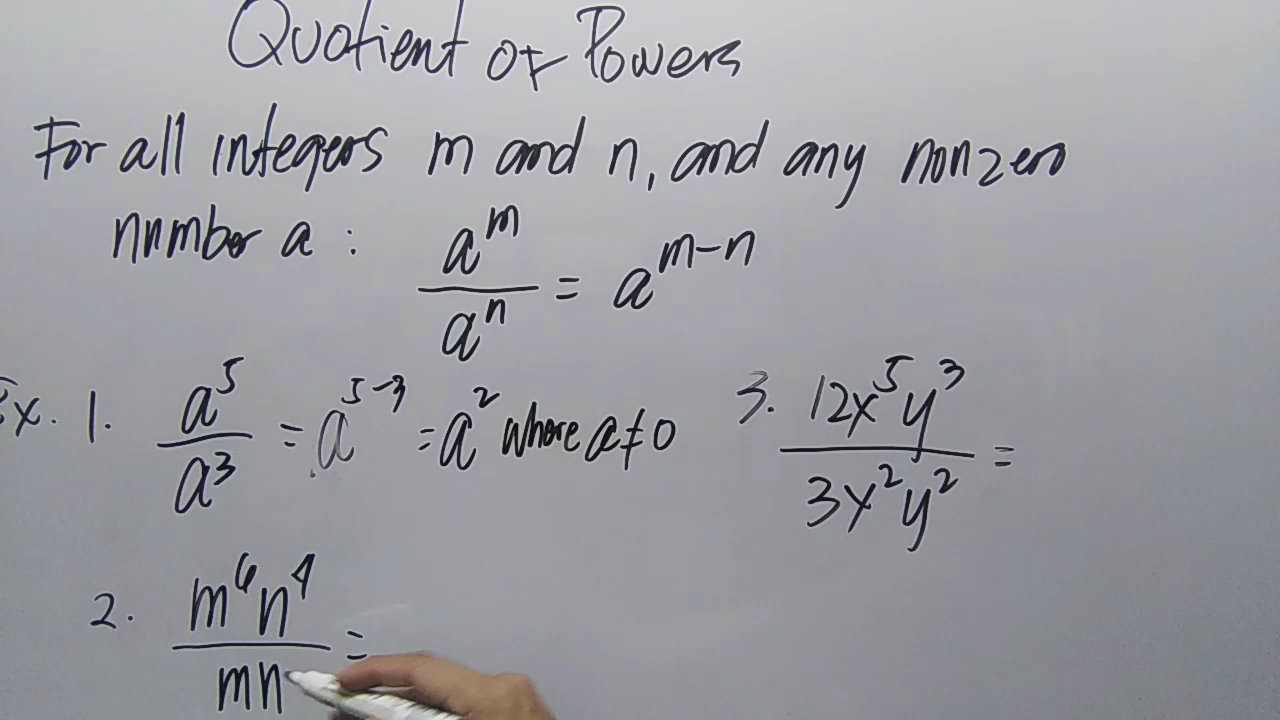 Quotient of Powers
For all integers m and n, and any nonzero
number a : a^m/a^n = a^(m-n)
Ex. 1. a^5/a^3 = a^(5-3) = a^2 where a≠0
2. m^6n^4/mn =
3. 12x^5y^3/3x^2y^2 =